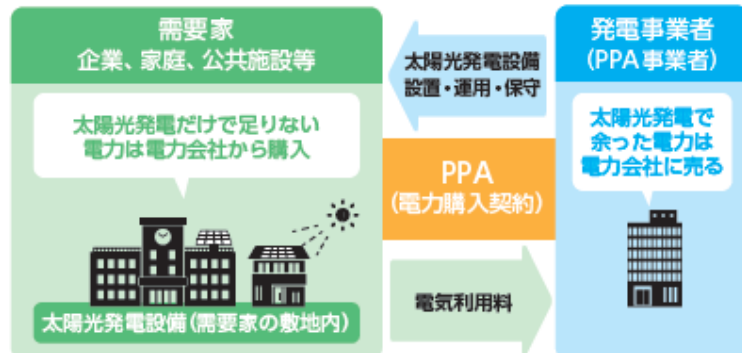 需要家
企業、家庭、公共施設等
太陽光発電だけで足りない
電力は電力会社から購入
太陽光発電設備(需要家の敷地内)
太陽光発電設備
設置・運用・保守
PPA
(電力購入契約)
電気利用料
発電事業者
(PPA事業者)
太陽光発電で
余った電力は
電力会社に売る